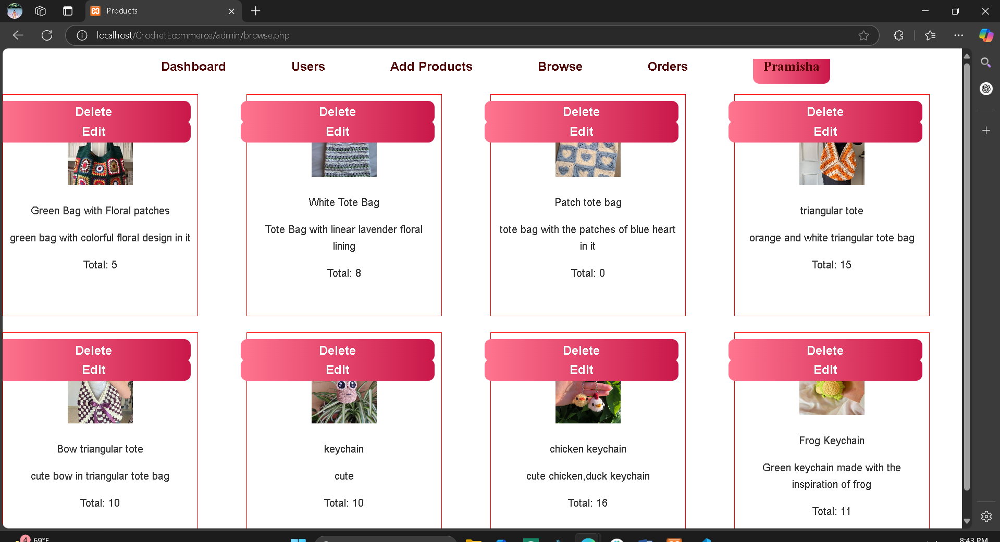 Products
localhost/CrochetEcommerce/admin/browse.php
Dashboard Users Add Products Browse Orders Pramisha
Delete Delete Delete Delete
Edit Edit Edit Edit
Green Bag with Floral patches
green bag with colorful floral design in it
Total: 5
White Tote Bag
Tote Bag with linear lavender floral
lining
Total: 8
Patch tote bag
tote bag with the patches of blue heart
in it
Total: 0
triangular tote
orange and white triangular tote bag
Total: 15
Delete Delete Delete Delete
Edit Edit Edit Edit
Bow triangular tote
cute bow in triangular tote bag
Total: 10
keychain
cute
Total: 10
chicken keychain
cute chicken,duck keychain
Total: 16
Frog Keychain
Green keychain made with the
inspiration of frog
Total: 11
4
69°F
8:43 PM